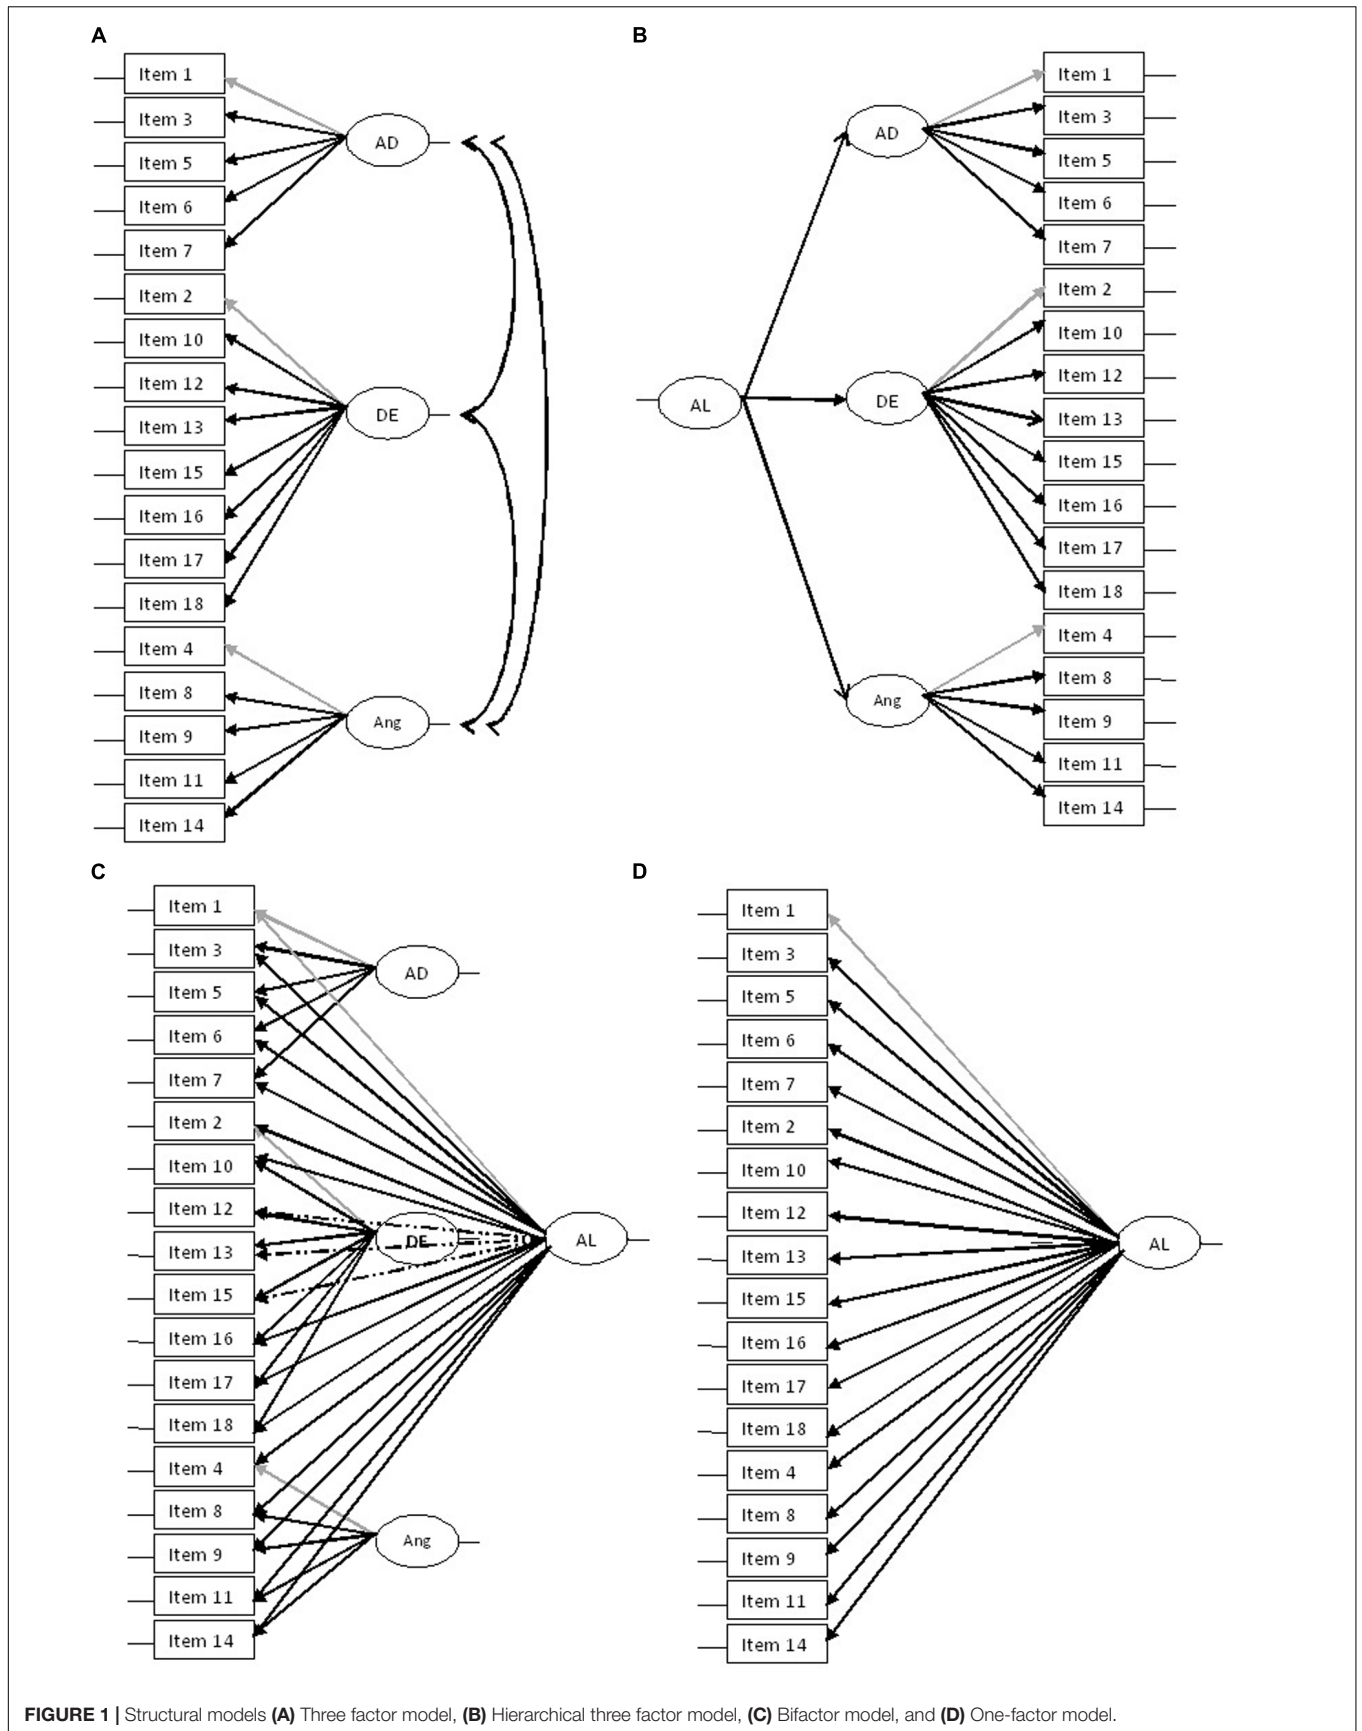 A
Item 1
Item 3
Item 5
Item 6
Item 7
Item 2
Item 10
Item 12
Item 13
Item 15
Item 16
Item 17
Item 18
Item 4
Item 8
Item 9
Item 11
Item 14
AD
DE
Ang
B
AL
AD
DE
Ang
Item 1
Item 3
Item 5
Item 6
Item 7
Item 2
Item 10
Item 12
Item 13
Item 15
Item 16
Item 17
Item 18
Item 4
Item 8
Item 9
Item 11
Item 14
C
Item 1
Item 3
Item 5
Item 6
Item 7
Item 2
Item 10
Item 12
Item 13
Item 15
Item 16
Item 17
Item 18
Item 4
Item 8
Item 9
Item 11
Item 14
AD
DE
Ang
AL
D
Item 1
Item 3
Item 5
Item 6
Item 7
Item 2
Item 10
Item 12
Item 13
Item 15
Item 16
Item 17
Item 18
Item 4
Item 8
Item 9
Item 11
Item 14
AL
FIGURE 1 | Structural models (A) Three factor model, (B) Hierarchical three factor model, (C) Bifactor model, and (D) One-factor model.